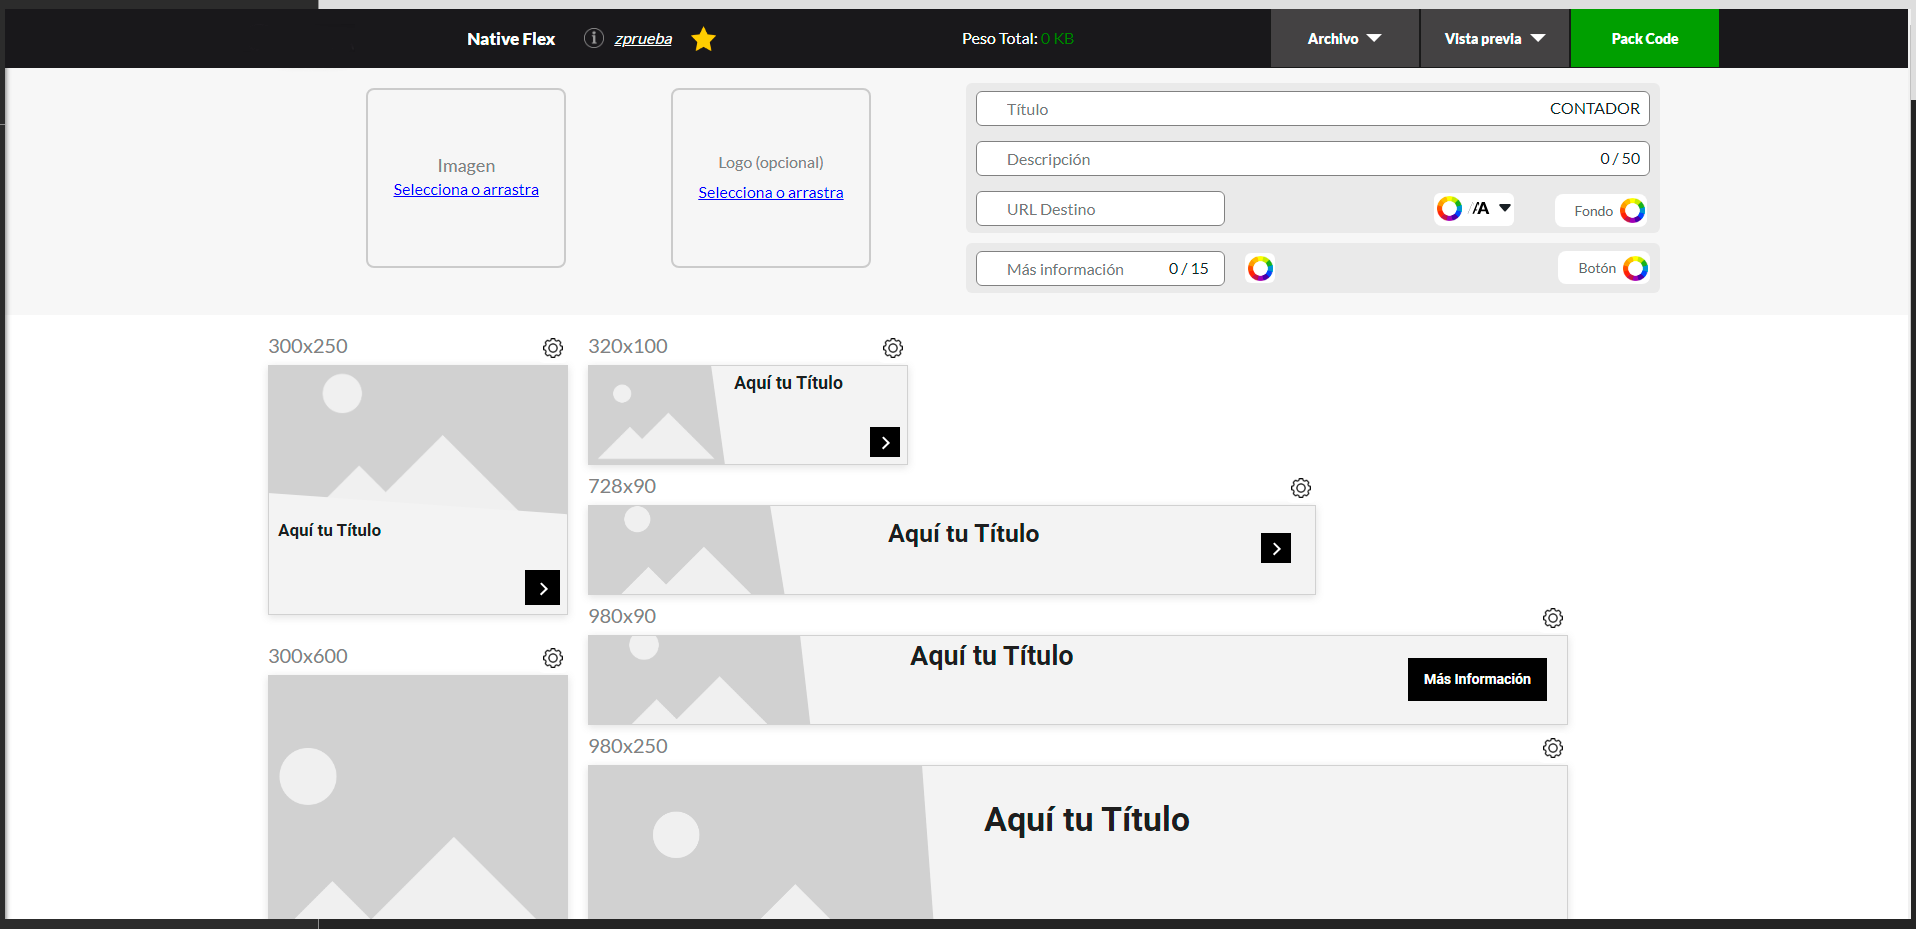 Native Flex
i
zprueba
Peso Total: 0 KB
Archivo
Vista previa
Pack Code
Imagen
Selecciona o arrastra
Logo (opcional)
Selecciona o arrastra
Título
CONTADOR
Descripción
0 / 50
URL Destino
//A
Fondo
Más información
0 / 15
Botón
300x250
Aquí tu Título
320x100
Aquí tu Título
728x90
Aquí tu Título
980x90
Aquí tu Título
Más Información
300x600
980x250
Aquí tu Título